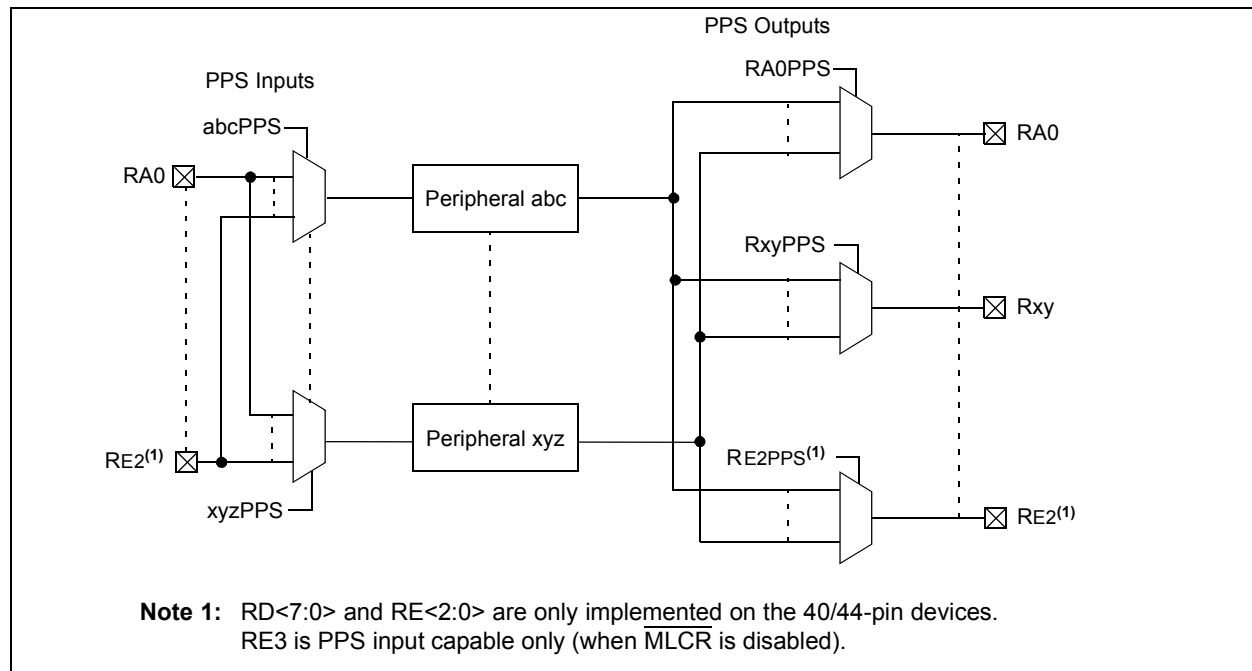 PPS Outputs
RA0PPS
PPS Inputs
abcPPS
RA0
RA0
Peripheral abc
RxyPPS
Rxy
Peripheral xyz
RE2(1)
RE2PPS(1)
xyzPPS
RE2(1)
Note 1: RD<7:0> and RE<2:0> are only implemented on the 40/44-pin devices.
RE3 is PPS input capable only (when MLCR is disabled).